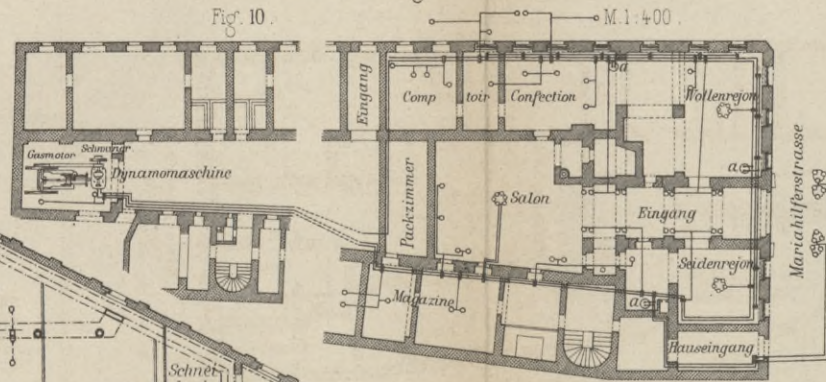 Fig. 10.
M. 1:400.
Eingang
Comp
toir
Confection
a
Wollenrejon
Gasmotor
Schwungr
Dynamomaschine
Packzimmer
Salon
a
Eingang
Mariahilferstrasse
Magazine
Seidenrejon
a
Hauseingang
Schnei